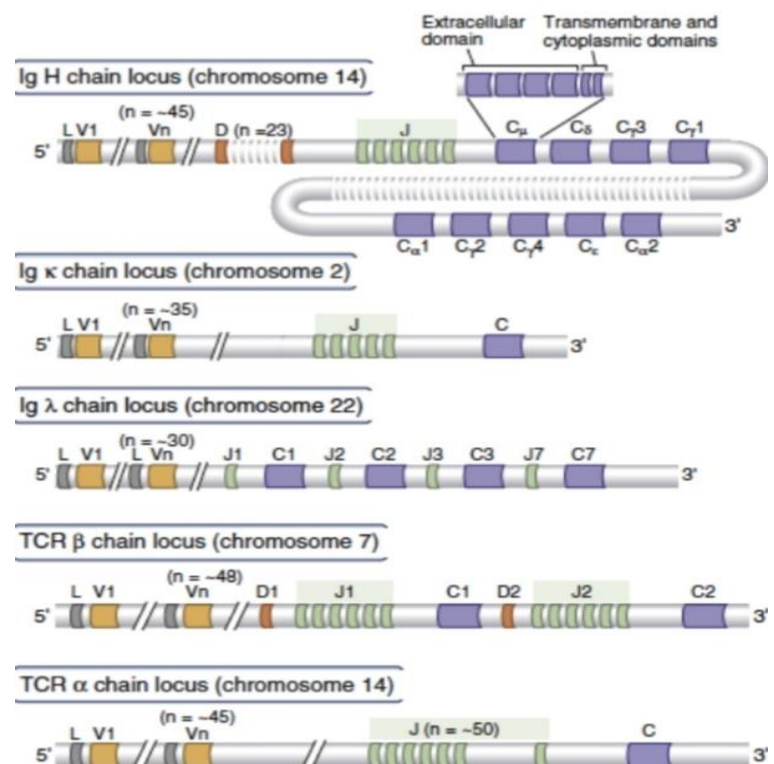 Extracellular domain
Transmembrane and cytoplasmic domains
Ig H chain locus (chromosome 14)
(n = ~45)
L V1 Vn D (n =23) J Cμ Cδ Cγ3 Cγ1
5' 
Cα1 Cγ2 Cγ4 Cε Cα2
3'
Ig κ chain locus (chromosome 2)
(n = ~35)
L V1 Vn J C
5' 3'
Ig λ chain locus (chromosome 22)
(n = ~30)
L V1 L Vn J1 C1 J2 C2 J3 C3 J7 C7
5' 3'
TCR β chain locus (chromosome 7)
(n = ~48)
L V1 Vn D1 J1 C1 D2 J2 C2
5' 3'
TCR α chain locus (chromosome 14)
(n = ~45)
L V1 Vn J (n = ~50) C
5' 3'